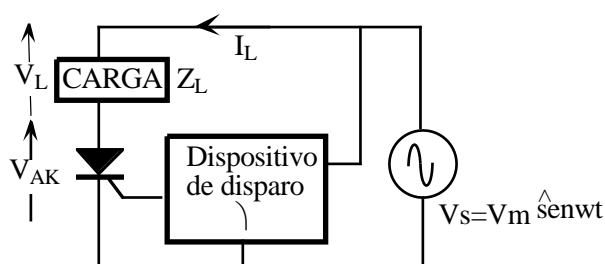 I_L
V_L
CARGA Z_L
V_AK
Dispositivo
de disparo
Vs=Vm ^senwt